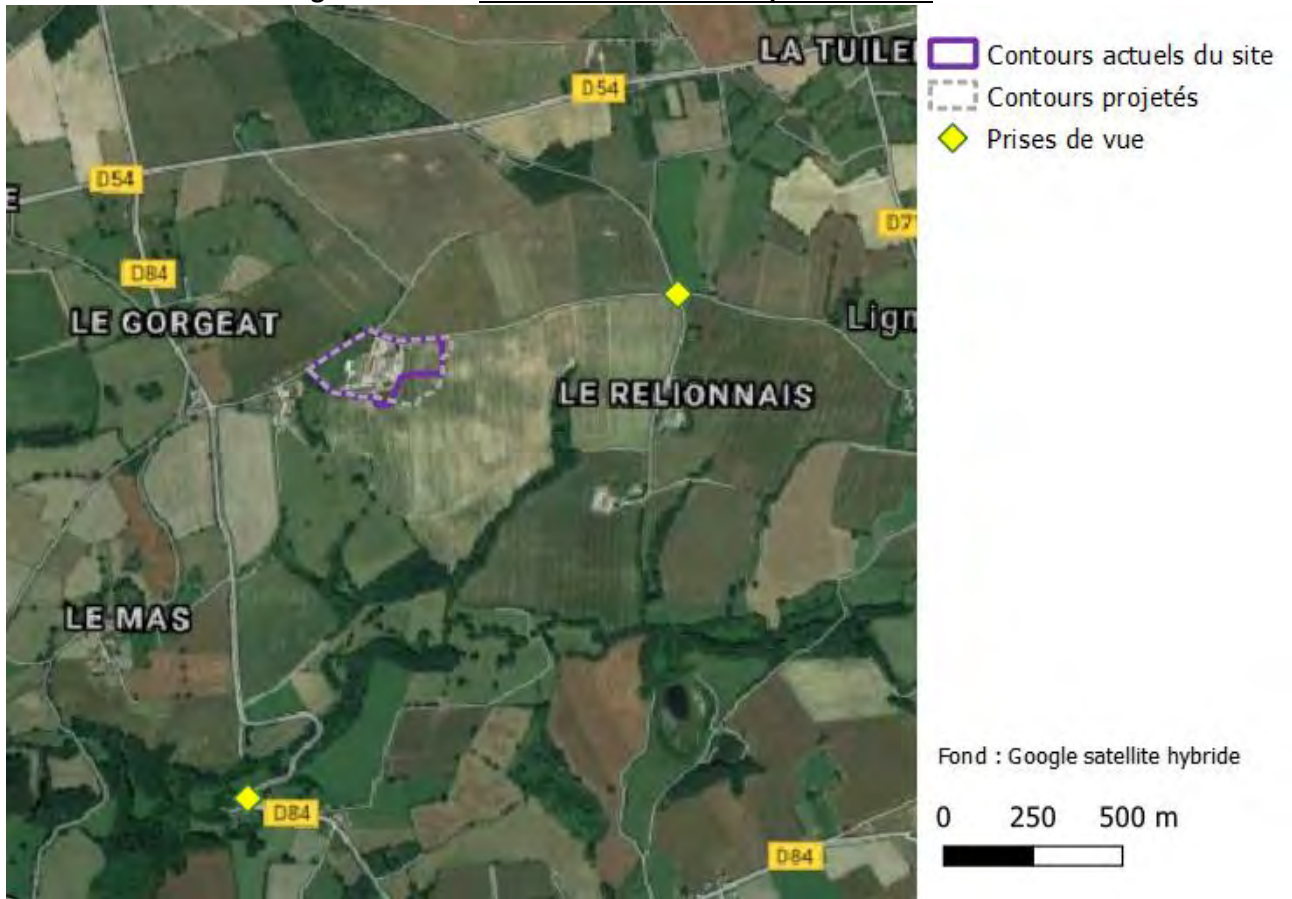 LA TUILE
D54
D54
D7
D84
LE GORGEAT
Lign
LE RELIONNAIS
LE MAS
D84
D84
Contours actuels du site
Contours projetés
Prises de vue
Fond : Google satellite hybride
0 250 500 m